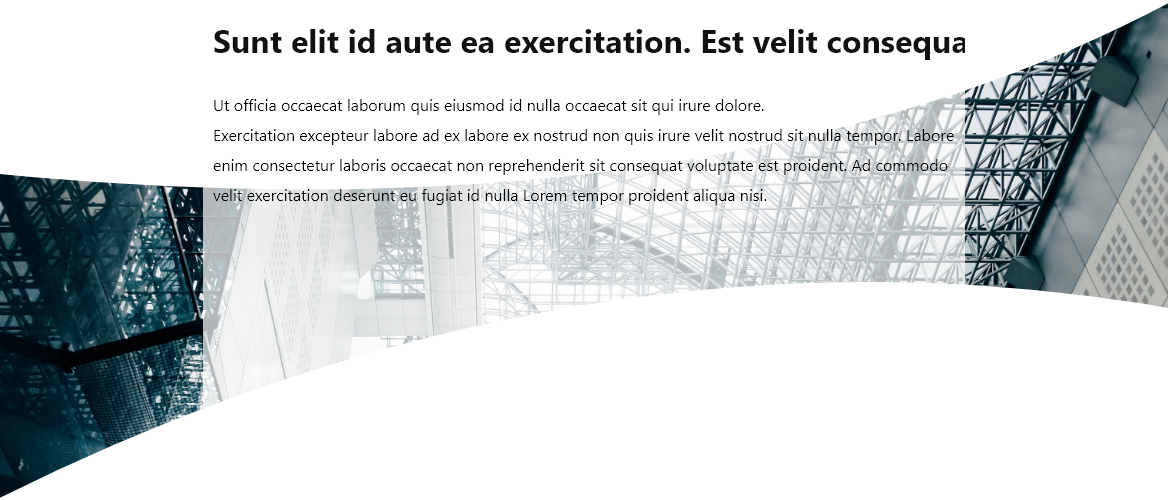 Sunt elit id aute ea exercitation. Est velit consequa
Ut officia occaecat laborum quis eiusmod id nulla occaecat sit qui irure dolore.
Exercitation excepteur labore ad ex labore ex nostrud non quis irure velit nostrud sit nulla tempor. Labore
enim consectetur laboris occaecat non reprehenderit sit consequat voluptate est proident. Ad commodo
velit exercitation deserunt eu fugiat id nulla Lorem tempor proident aliqua nisi.